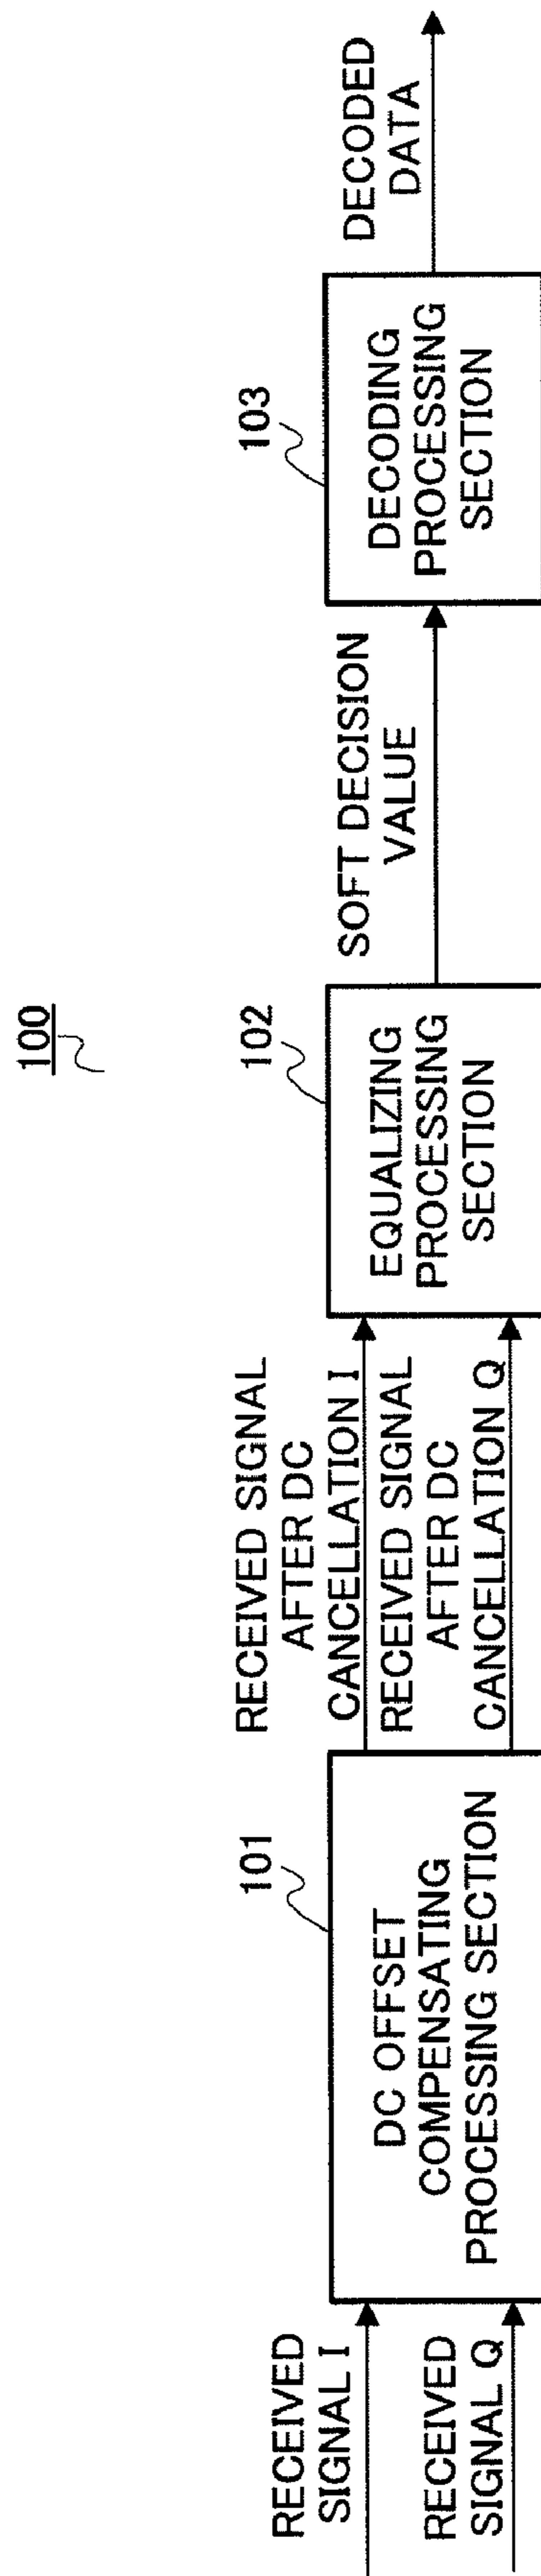 100
RECEIVED
SIGNAL I
RECEIVED
SIGNAL Q
101
DC OFFSET
COMPENSATING
PROCESSING SECTION
RECEIVED SIGNAL
AFTER DC
CANCELLATION I
RECEIVED SIGNAL
AFTER DC
CANCELLATION Q
102
EQUALIZING
PROCESSING
SECTION
SOFT DECISION
VALUE
103
DECODING
PROCESSING
SECTION
DECODED
DATA